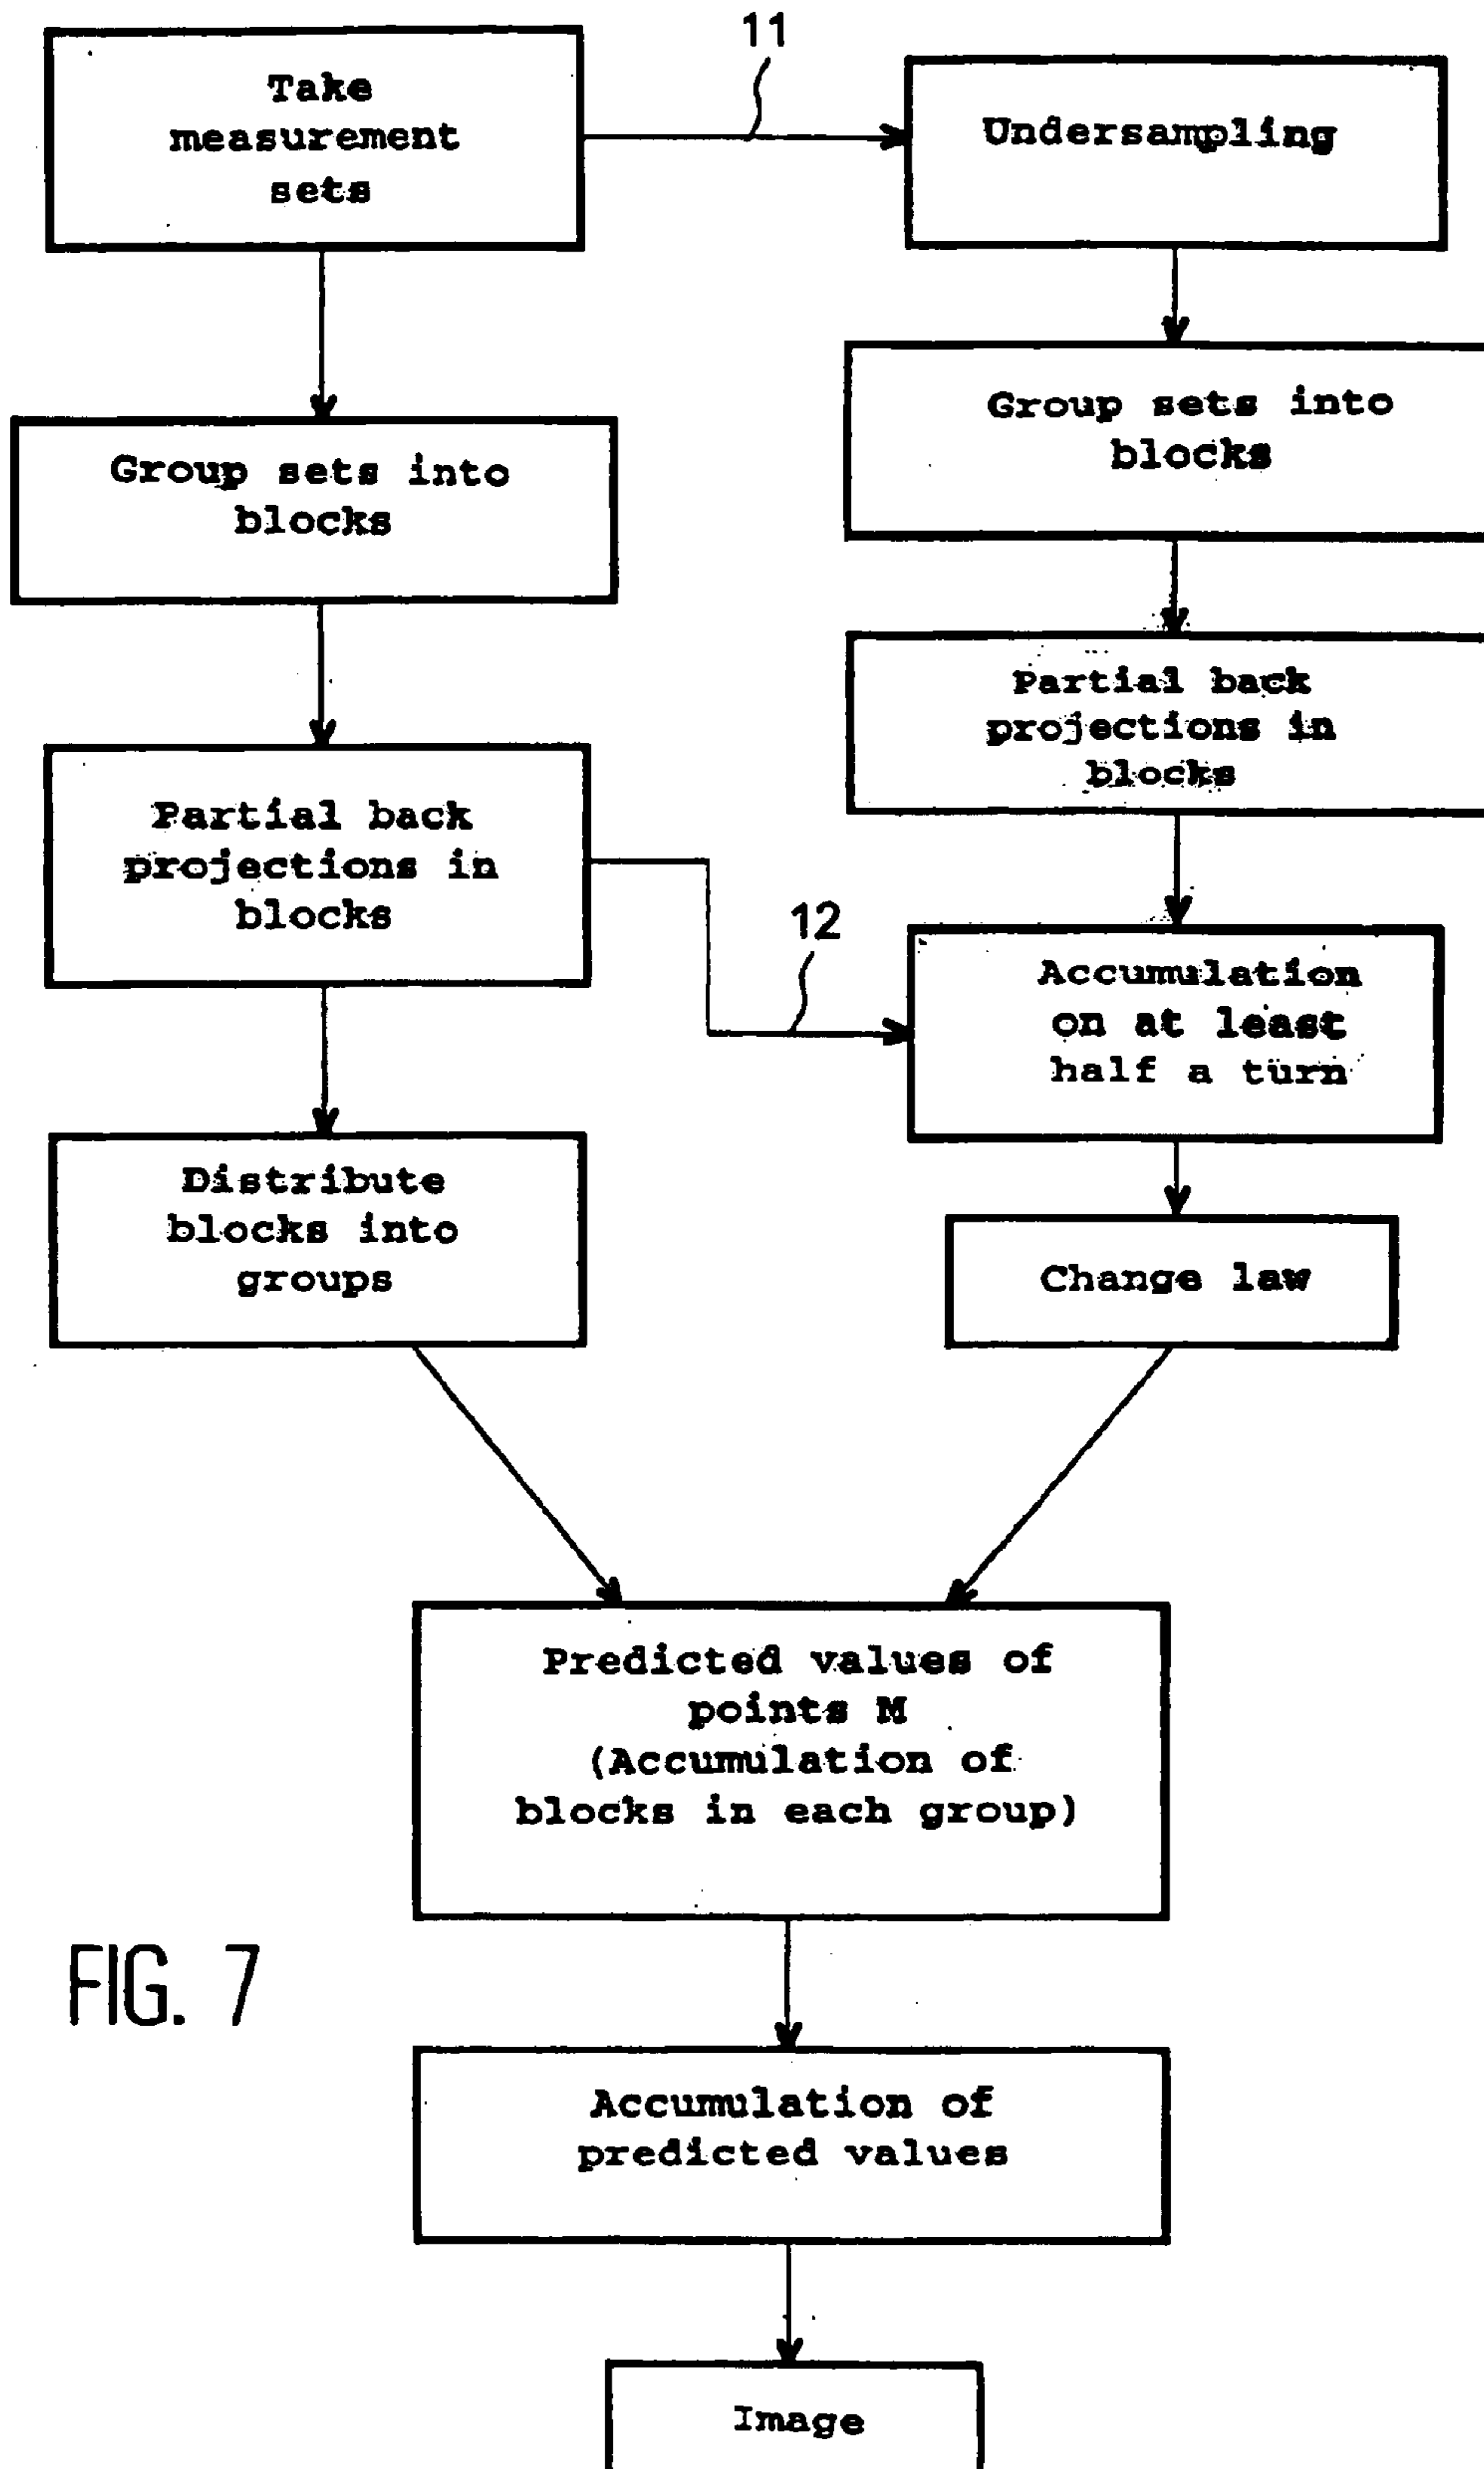 11
Take
measurement
sets
Undersampling
Group sets into
blocks
Group sets into
blocks
Partial back
projections in
blocks
Partial back
projections in
blocks
12
Accumulation
on at least
half a turn
Distribute
blocks into
groups
Change law
Predicted values of
points M
(Accumulation of
blocks in each group)
FIG. 7
Accumulation of
predicted values
Image